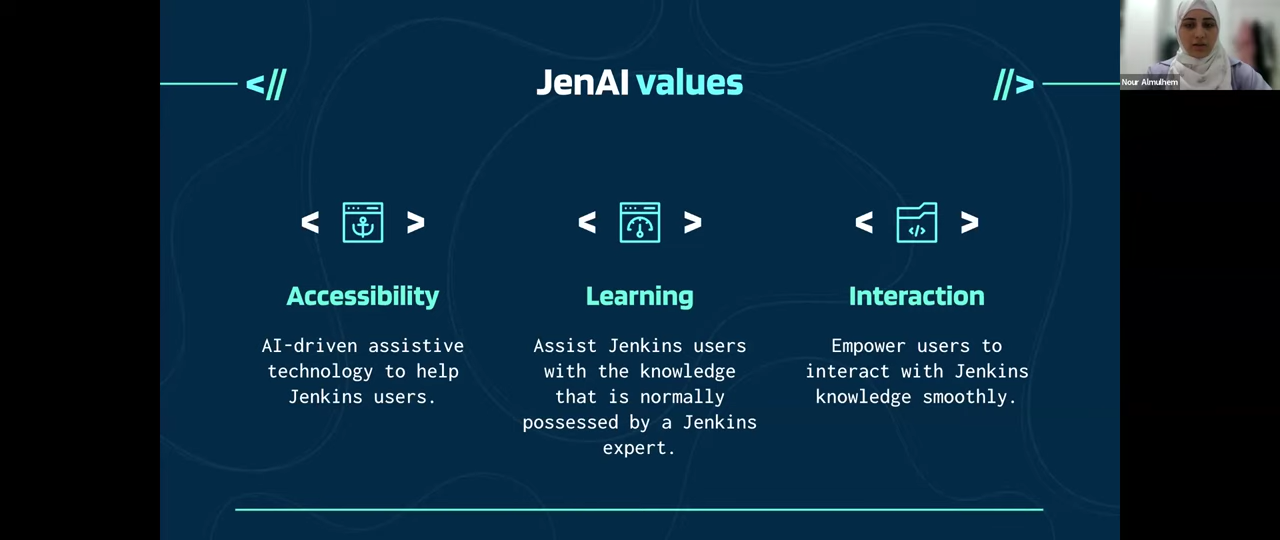 <// JenAI values //>
Nour Almulhem
< >
< >
< </> >
Accessibility
AI-driven assistive
technology to help
Jenkins users.
Learning
Assist Jenkins users
with the knowledge
that is normally
possessed by a Jenkins
expert.
Interaction
Empower users to
interact with Jenkins
knowledge smoothly.